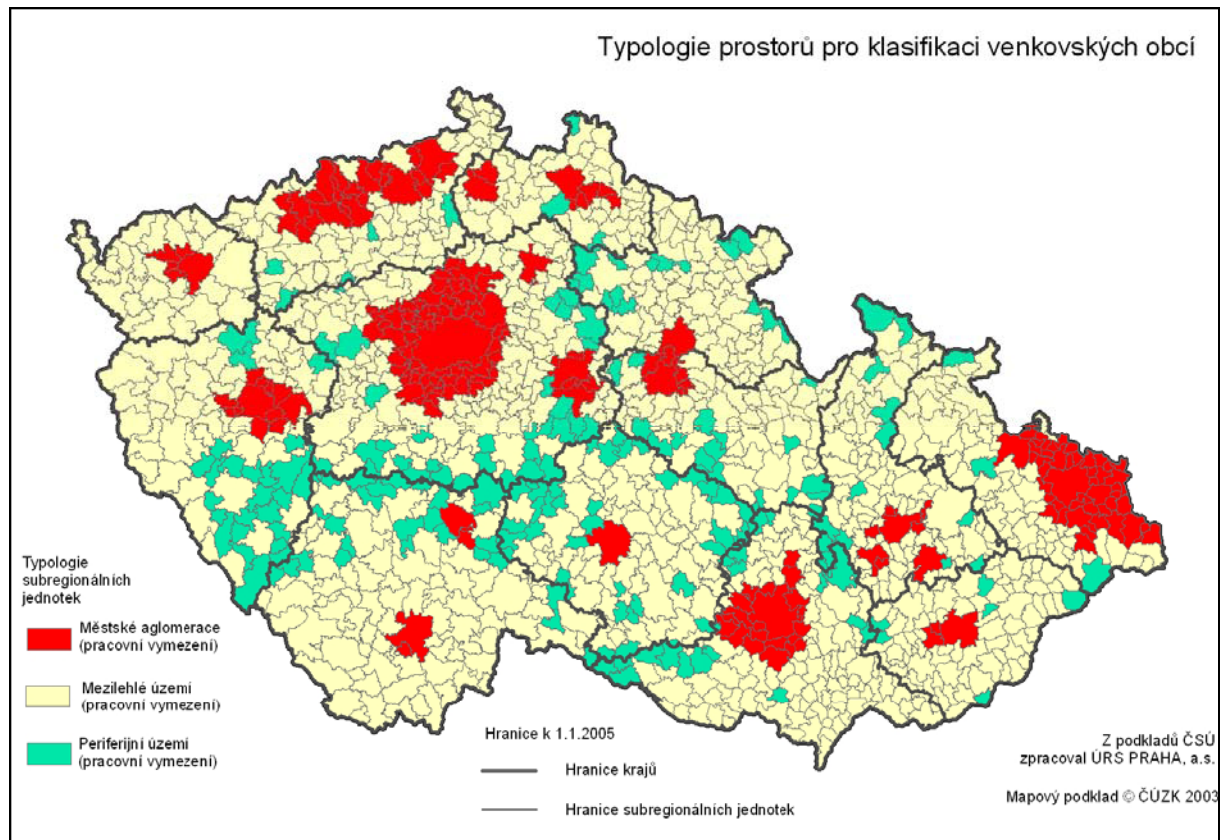 Typologie prostorů pro klasifikaci venkovských obcí
Typologie
subregionálních
jednotek
Městské aglomerace
(pracovní vymezení)
Mezilehlé území
(pracovní vymezení)
Periferijní území
(pracovní vymezení)
Hranice k 1.1.2005
Hranice krajů
Hranice subregionálních jednotek
Z podkladů ČSÚ
zpracoval ÚRS PRAHA, a.s.
Mapový podklad © ČÚZK 2003